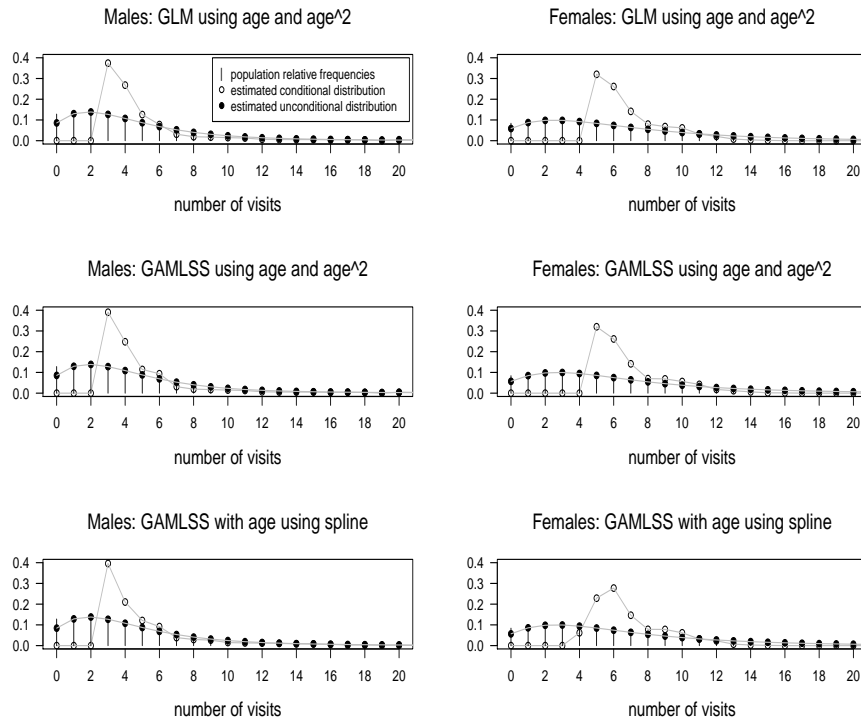 Males: GLM using age and age^2
0.4
0.3
0.2
0.1
0.0
population relative frequencies
estimated conditional distribution
estimated unconditional distribution
0 2 4 6 8 10 12 14 16 18 20
number of visits
Females: GLM using age and age^2
0.4
0.3
0.2
0.1
0.0
0 2 4 6 8 10 12 14 16 18 20
number of visits
Males: GAMLSS using age and age^2
0.4
0.3
0.2
0.1
0.0
0 2 4 6 8 10 12 14 16 18 20
number of visits
Females: GAMLSS using age and age^2
0.4
0.3
0.2
0.1
0.0
0 2 4 6 8 10 12 14 16 18 20
number of visits
Males: GAMLSS with age using spline
0.4
0.3
0.2
0.1
0.0
0 2 4 6 8 10 12 14 16 18 20
number of visits
Females: GAMLSS with age using spline
0.4
0.3
0.2
0.1
0.0
0 2 4 6 8 10 12 14 16 18 20
number of visits